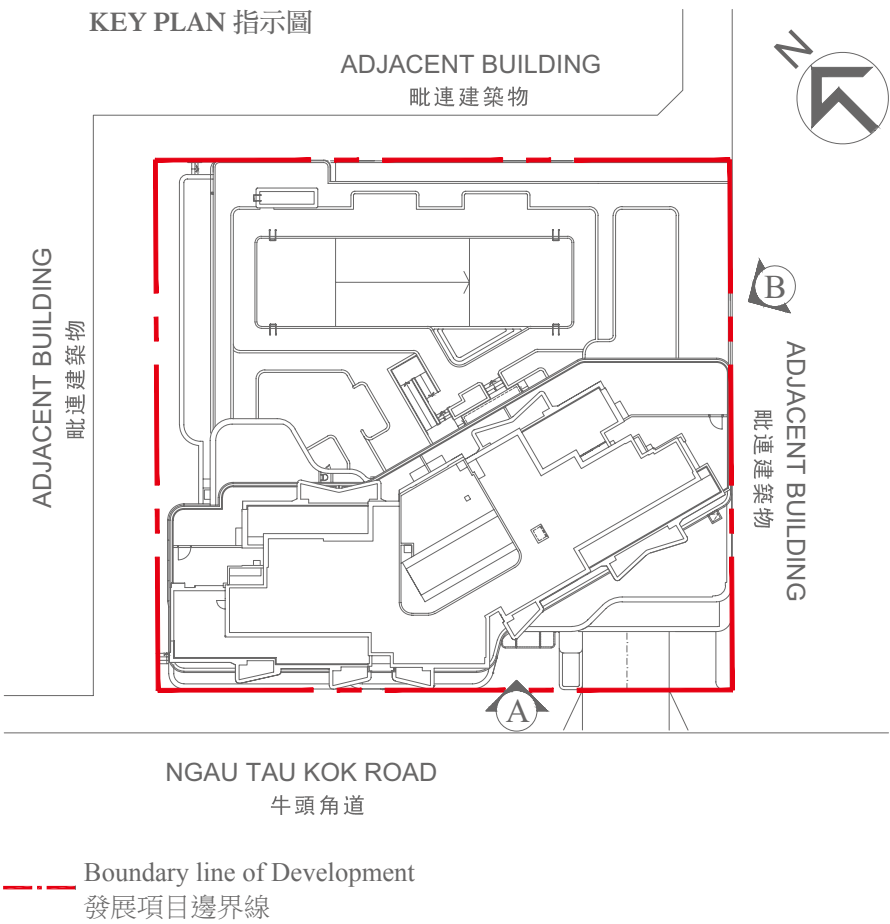 KEY PLAN 指示圖
ADJACENT BUILDING
毗連建築物
N
ADJACENT BUILDING
毗連建築物
B
ADJACENT BUILDING
毗連建築物
A
NGAU TAU KOK ROAD
牛頭角道
Boundary line of Development
發展項目邊界線